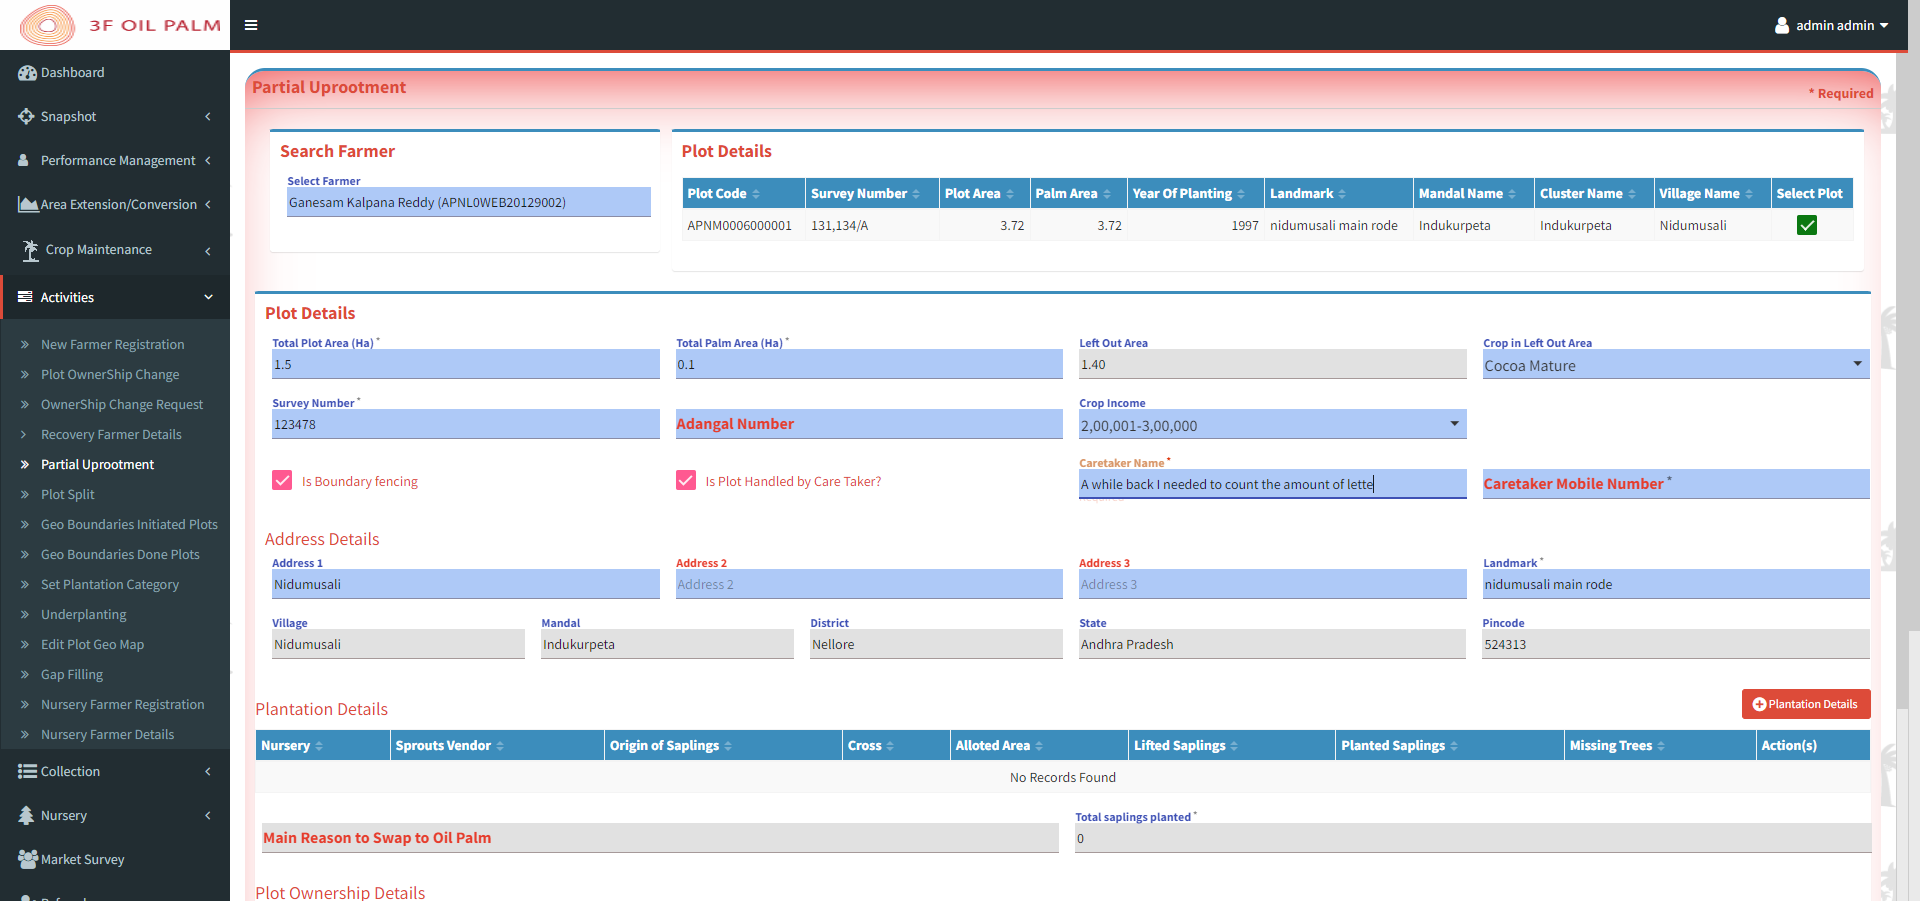 3F OIL PALM
admin admin
Dashboard
Snapshot
Performance Management
Area Extension/Conversion
Crop Maintenance
Activities
New Farmer Registration
Plot OwnerShip Change
OwnerShip Change Request
Recovery Farmer Details
Partial Uprootment
Plot Split
Geo Boundaries Initiated Plots
Geo Boundaries Done Plots
Set Plantation Category
Underplanting
Edit Plot Geo Map
Gap Filling
Nursery Farmer Registration
Nursery Farmer Details
Collection
Nursery
Market Survey
Partial Uprootment
* Required
Search Farmer
Select Farmer
Ganesam Kalpana Reddy (APNL0WEB20129002)
Plot Details
Plot Code Survey Number Plot Area Palm Area Year Of Planting Landmark Mandal Name Cluster Name Village Name Select Plot
APNM0006000001 131,134/A 3.72 3.72 1997 nidumusali main rode Indukurpeta Indukurpeta Nidumusali
Plot Details
Total Plot Area (Ha) * Total Palm Area (Ha) * Left Out Area Crop in Left Out Area
1.5 0.1 1.40 Cocoa Mature
Survey Number * Crop Income
123478 Adangal Number 2,00,001-3,00,000
Caretaker Name *
Is Boundary fencing Is Plot Handled by Care Taker? A while back I needed to count the amount of lette Caretaker Mobile Number *
Address Details
Address 1 Address 2 Address 3 Landmark *
Nidumusali Address 2 Address 3 nidumusali main rode
Village Mandal District State Pincode
Nidumusali Indukurpeta Nellore Andhra Pradesh 524313
Plantation Details Plantation Details
Nursery Sprouts Vendor Origin of Saplings Cross Alloted Area Lifted Saplings Planted Saplings Missing Trees Action(s)
No Records Found
Total saplings planted *
Main Reason to Swap to Oil Palm 0
Plot Ownership Details